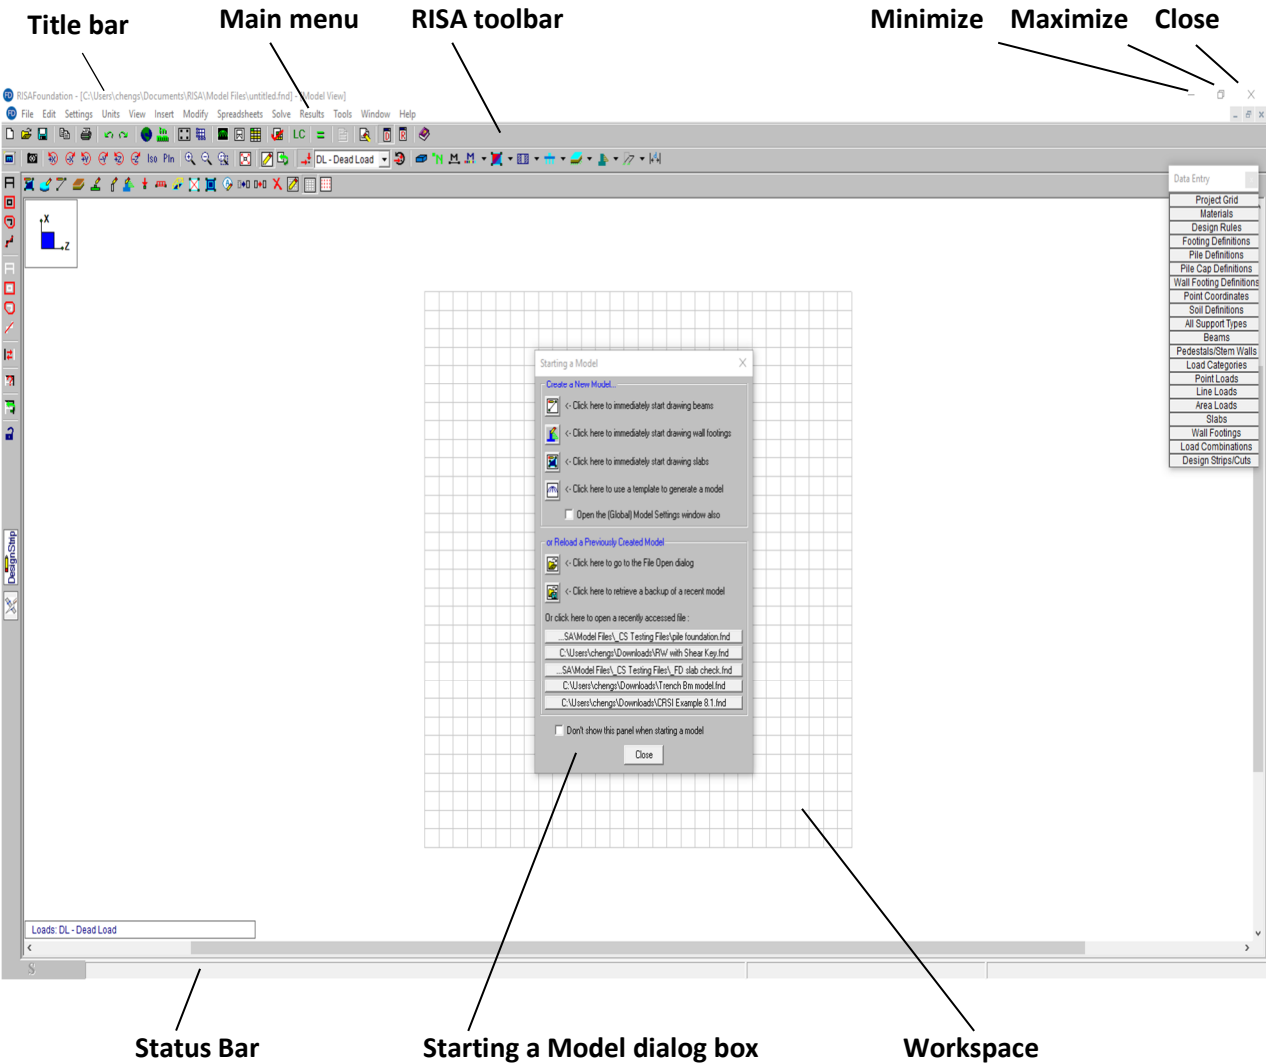 Title bar
Main menu
RISA toolbar
Minimize
Maximize
Close
RISAFoundation - [C:\Users\chengs\Documents\RISA\Model Files\untitled.fnd] - [Model View]
File Edit Settings Units View Insert Modify Spreadsheets Solve Results Tools Window Help
LC
Iso Pln
DL - Dead Load
X
Z
Data Entry
Project Grid
Materials
Design Rules
Footing Definitions
Pile Definitions
Pile Cap Definitions
Wall Footing Definitions
Point Coordinates
Soil Definitions
All Support Types
Beams
Pedestals/Stem Walls
Load Categories
Point Loads
Line Loads
Area Loads
Slabs
Wall Footings
Load Combinations
Design Strips/Cuts
Starting a Model
Create a New Model...
<- Click here to immediately start drawing beams
<- Click here to immediately start drawing wall footings
<- Click here to immediately start drawing slabs
<- Click here to use a template to generate a model
Open the (Global) Model Settings window also
or Reload a Previously Created Model
<- Click here to go to the File Open dialog
<- Click here to retrieve a backup of a recent model
Or click here to open a recently accessed file :
...SA\Model Files\_CS Testing Files\pile foundation.fnd
C:\Users\chengs\Downloads\RW with Shear Key.fnd
...SA\Model Files\_CS Testing Files\_FD slab check.fnd
C:\Users\chengs\Downloads\Trench Bm model.fnd
C:\Users\chengs\Downloads\CRSI Example 8.1.fnd
Don't show this panel when starting a model
Close
DesignStrip
Loads: DL - Dead Load
S
Status Bar
Starting a Model dialog box
Workspace